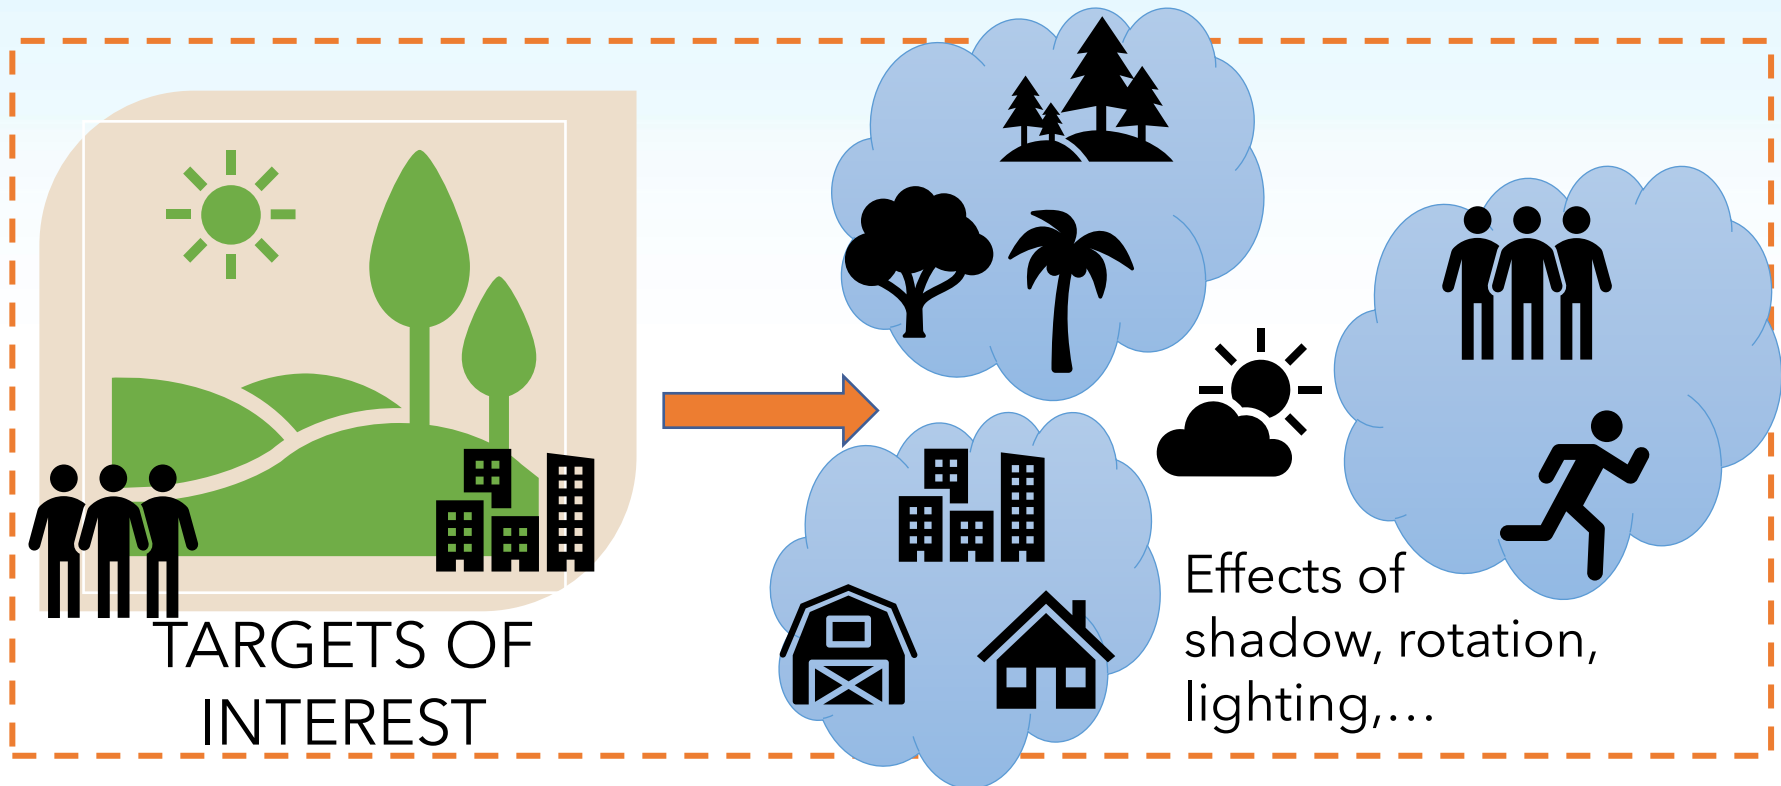 TARGETS OF
INTEREST
Effects of
shadow, rotation,
lighting,...